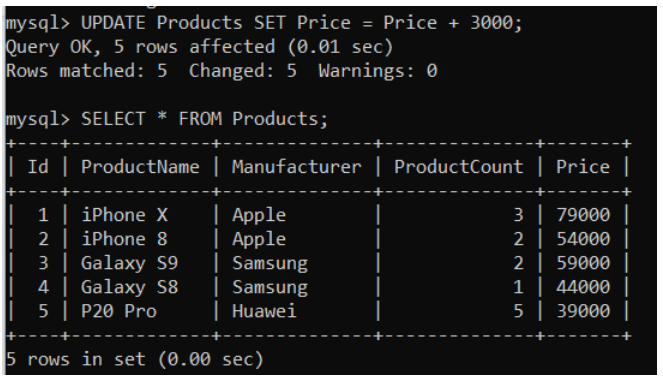 mysql> UPDATE Products SET Price = Price + 3000;
Query OK, 5 rows affected (0.01 sec)
Rows matched: 5  Changed: 5  Warnings: 0

mysql> SELECT * FROM Products;
+----+-------------+--------------+--------------+-------+
| Id | ProductName | Manufacturer | ProductCount | Price |
+----+-------------+--------------+--------------+-------+
|  1 | iPhone X    | Apple        |            3 | 79000 |
|  2 | iPhone 8    | Apple        |            2 | 54000 |
|  3 | Galaxy S9   | Samsung      |            2 | 59000 |
|  4 | Galaxy S8   | Samsung      |            1 | 44000 |
|  5 | P20 Pro     | Huawei       |            5 | 39000 |
+----+-------------+--------------+--------------+-------+
5 rows in set (0.00 sec)